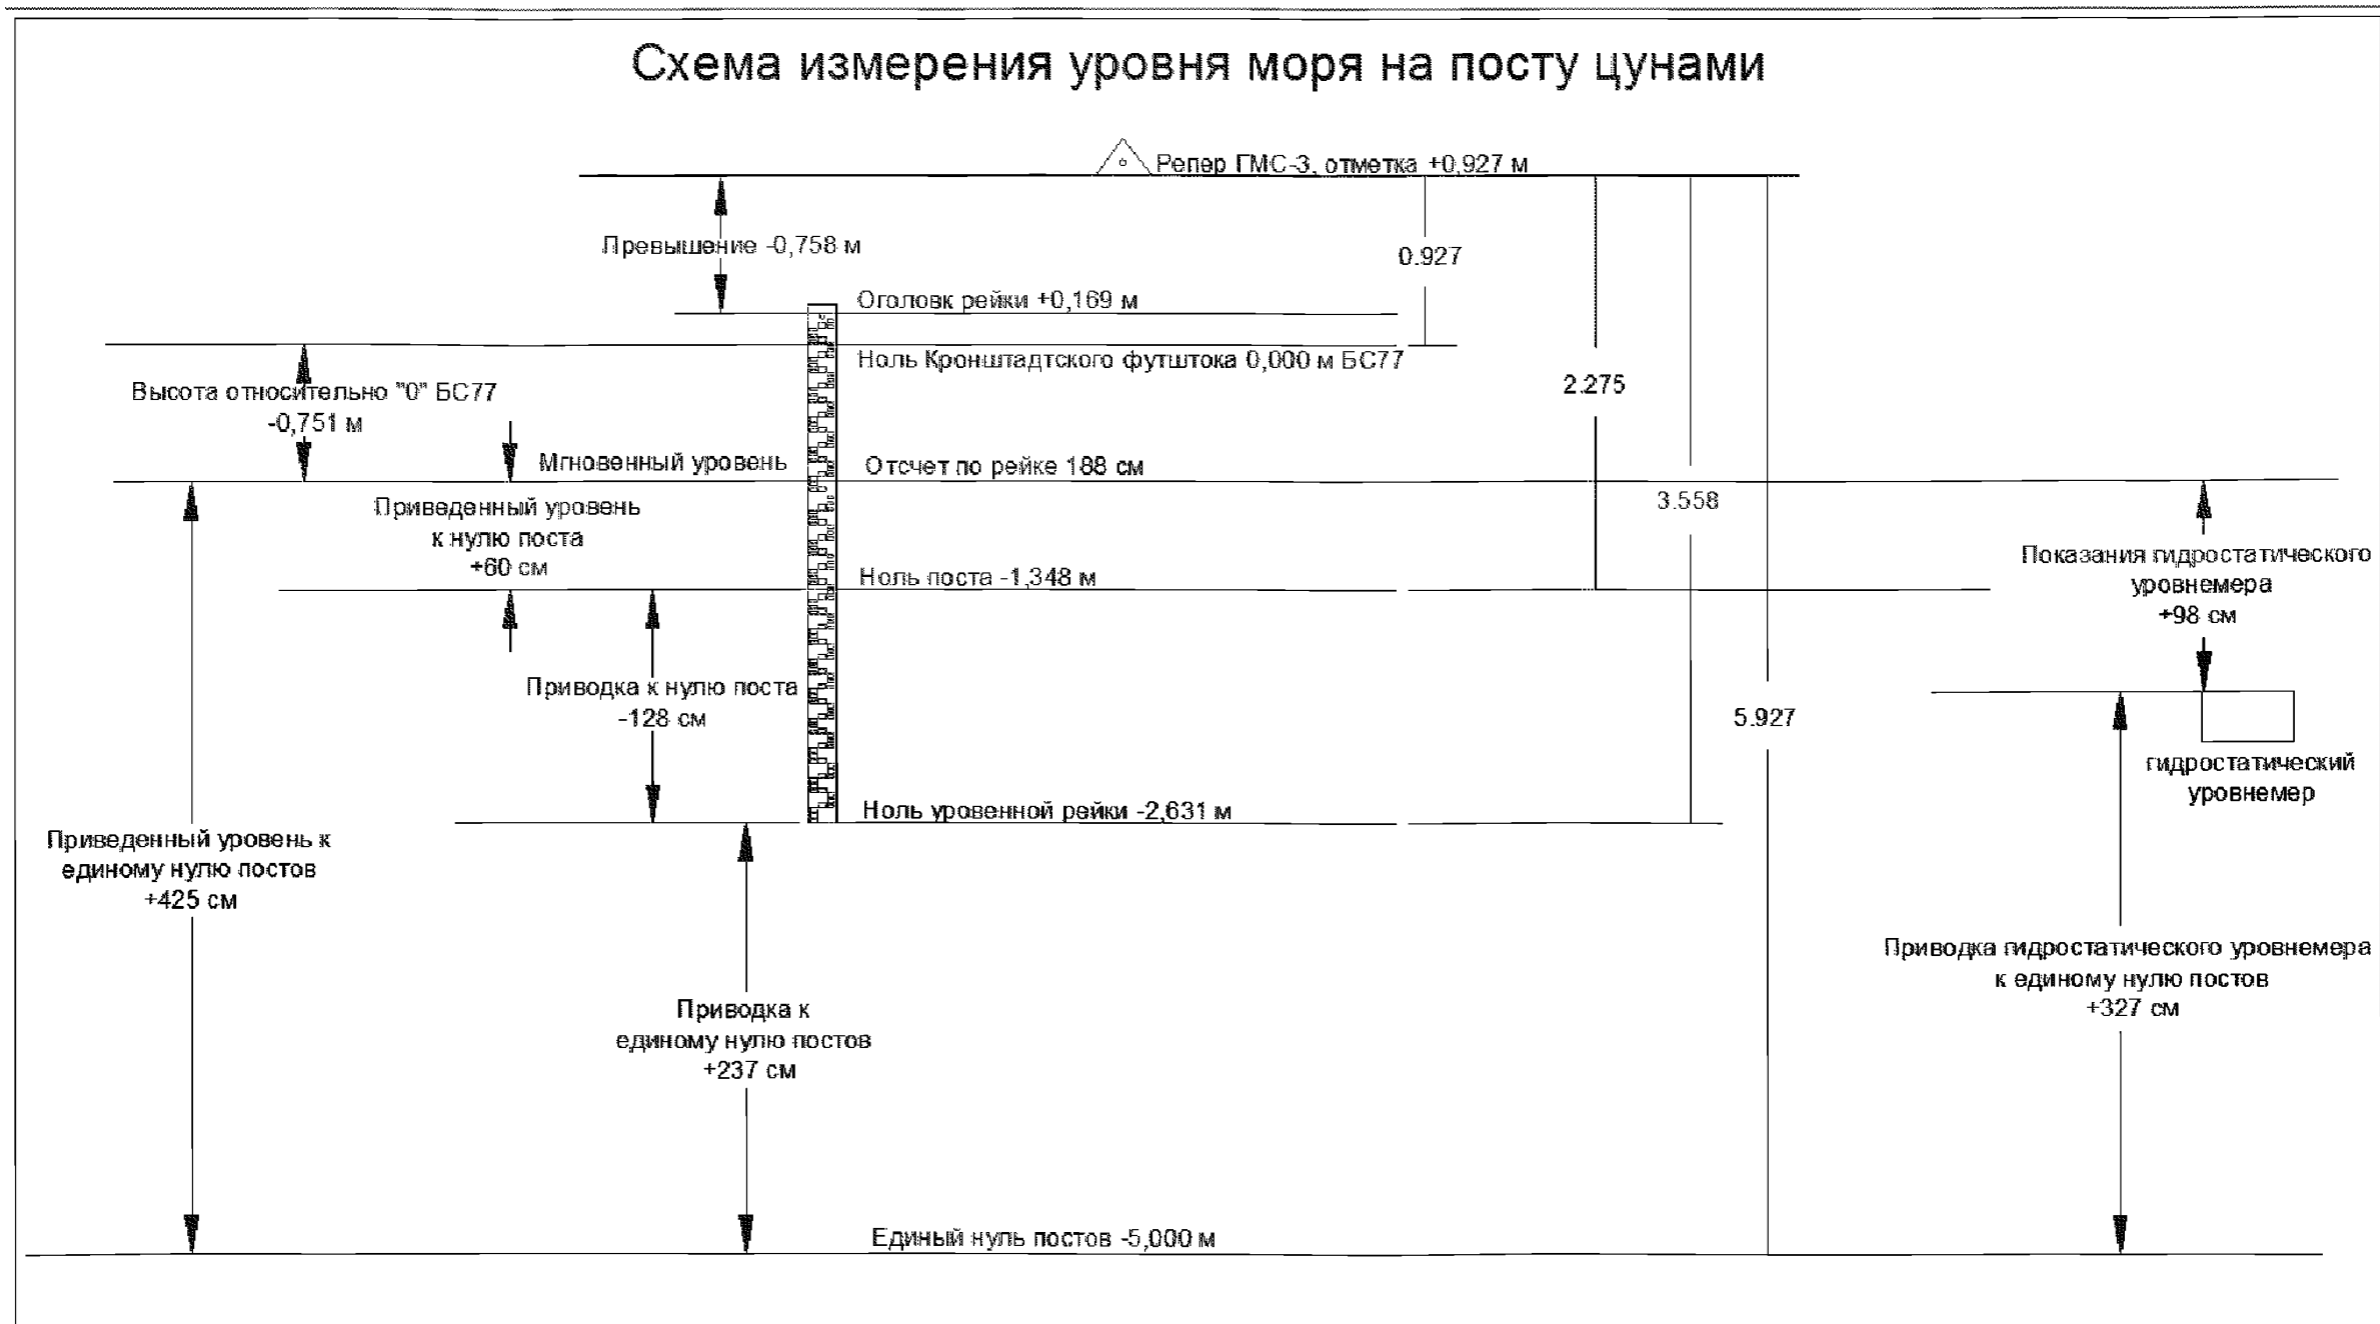 Схема измерения уровня моря на посту цунами
Репер ГМС-3, отметка +0,927 м
Превышение -0,758 м
0.927
Оголовк рейки +0,169 м
Ноль Кронштадтского футштока 0,000 м БС77
Высота относительно "0" БС77
-0,751 м
2.275
Мгновенный уровень
Отсчет по рейке 188 см
Приведенный уровень
к нулю поста
+60 см
3.558
Показания гидростатического
уровнемера
+98 см
Ноль поста -1,348 м
Приводка к нулю поста
-128 см
5.927
гидростатический
уровнемер
Ноль уровенной рейки -2,631 м
Приведенный уровень к
единому нулю постов
+425 см
Приводка гидростатического уровнемера
к единому нулю постов
+327 см
Приводка к
единому нулю постов
+237 см
Единый нуль постов -5,000 м